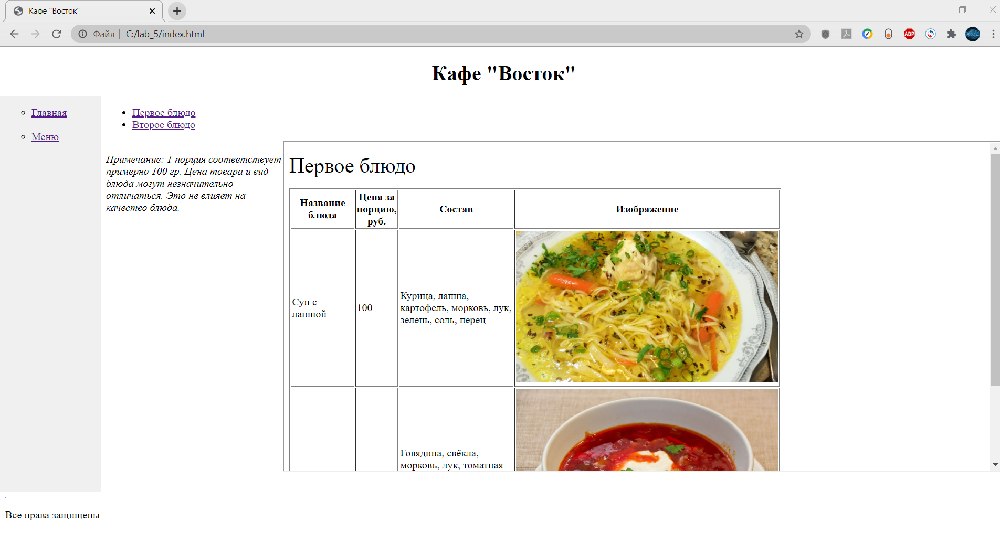 Кафе "Восток"
Файл | C:/lab_5/index.html
ABP
Кафе "Восток"
Главная
Меню
Первое блюдо
Второе блюдо
Примечание: 1 порция соответствует
примерно 100 гр. Цена товара и вид
блюда могут незначительно
отличаться. Это не влияет на
качество блюда.
Первое блюдо
Название
блюда
Цена за
порцию,
руб.
Состав
Изображение
Суп с
лапшой
100
Курица, лапша,
картофель, морковь, лук,
зелень, соль, перец
Говядина, свёкла,
морковь, лук, томатная
Все права защищены